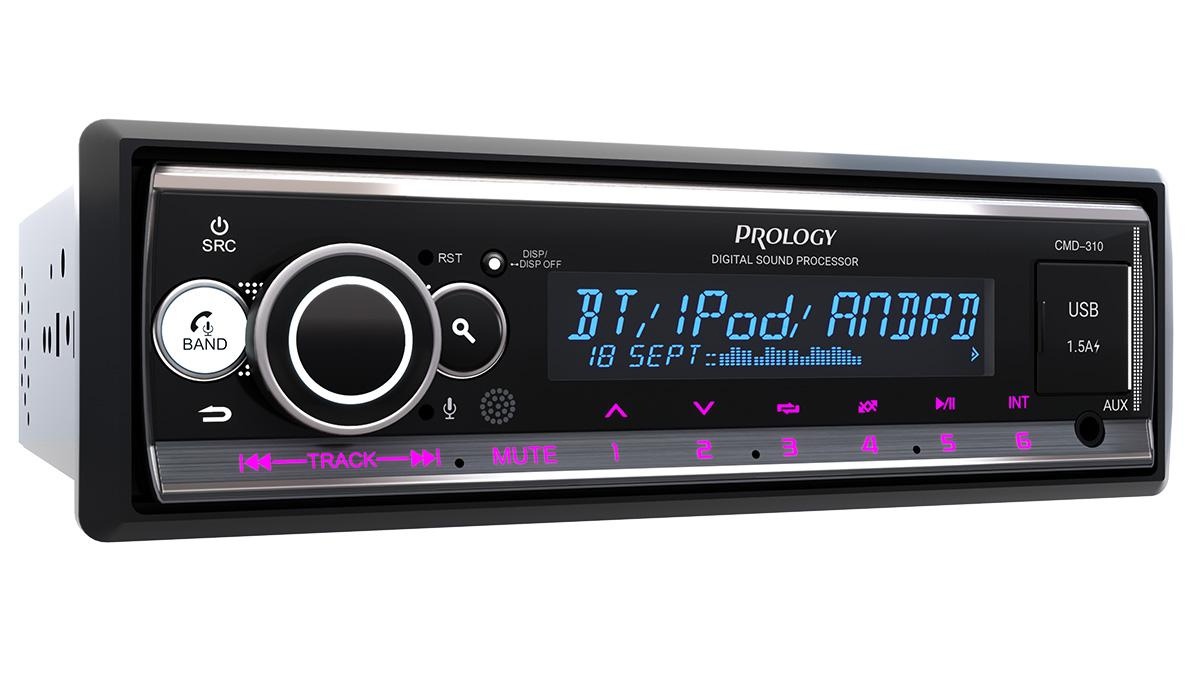 SRC
BAND
RST
DISP/
DISP OFF
PROLOGY
DIGITAL SOUND PROCESSOR
CMD-310
BT/IPod/ANDRD
18 SEPT
USB
1.5A
AUX
INT
TRACK
MUTE
1 2 3 4 5 6